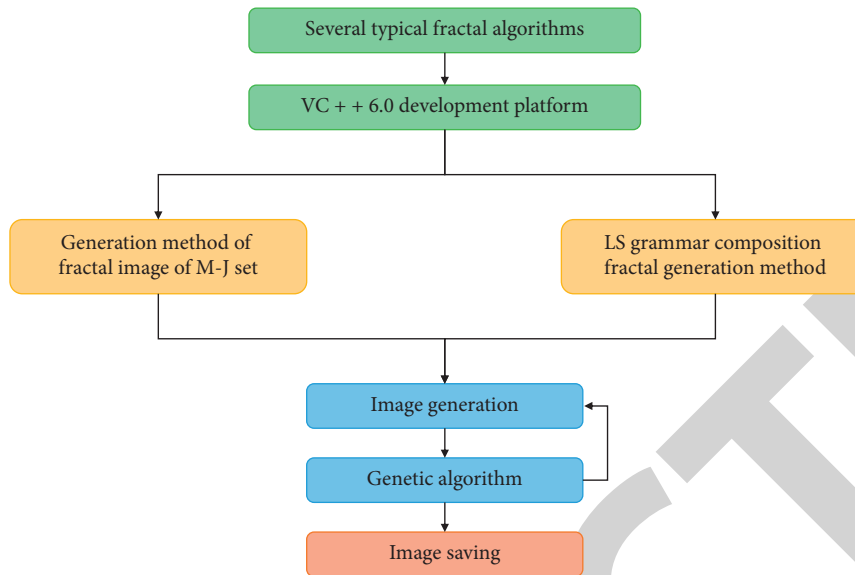 Several typical fractal algorithms
VC + + 6.0 development platform
Generation method of
fractal image of M-J set
LS grammar composition
fractal generation method
Image generation
Genetic algorithm
Image saving